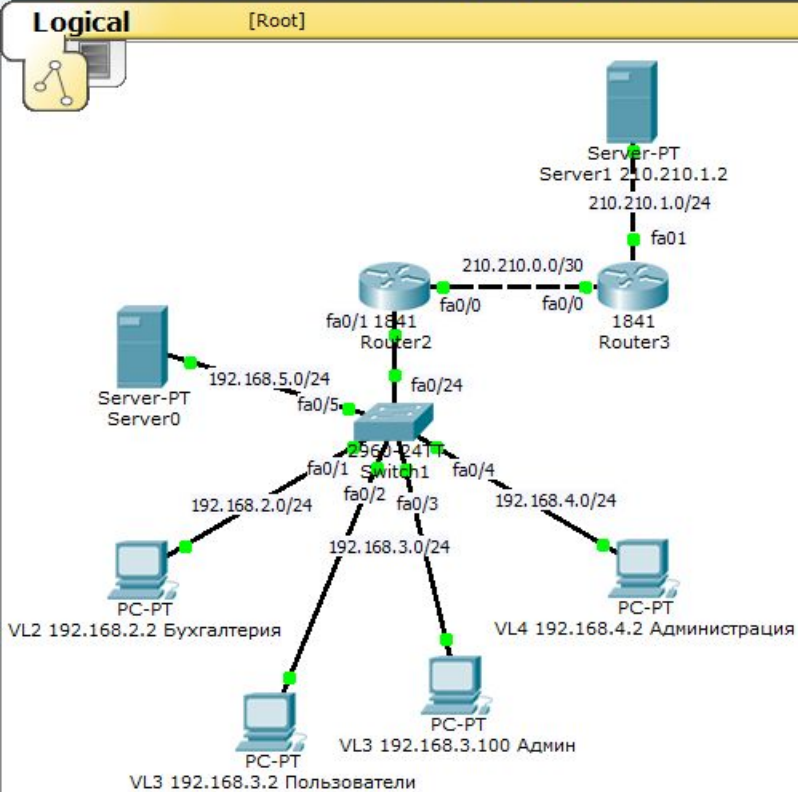 Logical
[Root]
Server-PT
Server1 210.210.1.2
210.210.1.0/24
fa01
210.210.0.0/30
fa0/0
fa0/0
fa0/1 1841
Router2
1841
Router3
fa0/24
192.168.5.0/24
Server-PT
Server0
fa0/5
2960-24TT
Switch1
fa0/1
fa0/2
fa0/3
fa0/4
192.168.2.0/24
192.168.4.0/24
192.168.3.0/24
PC-PT
VL2 192.168.2.2 Бухгалтерия
PC-PT
VL4 192.168.4.2 Администрация
PC-PT
VL3 192.168.3.100 Админ
PC-PT
VL3 192.168.3.2 Пользователи